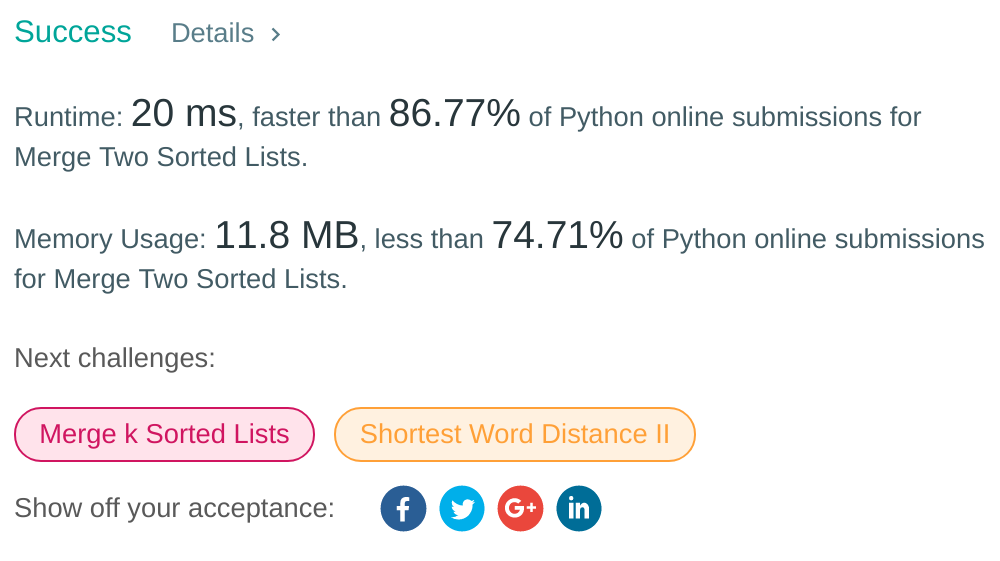 Success Details >
Runtime: 20 ms, faster than 86.77% of Python online submissions for
Merge Two Sorted Lists.
Memory Usage: 11.8 MB, less than 74.71% of Python online submissions
for Merge Two Sorted Lists.
Next challenges:
Merge k Sorted Lists Shortest Word Distance II
Show off your acceptance: f G+ in